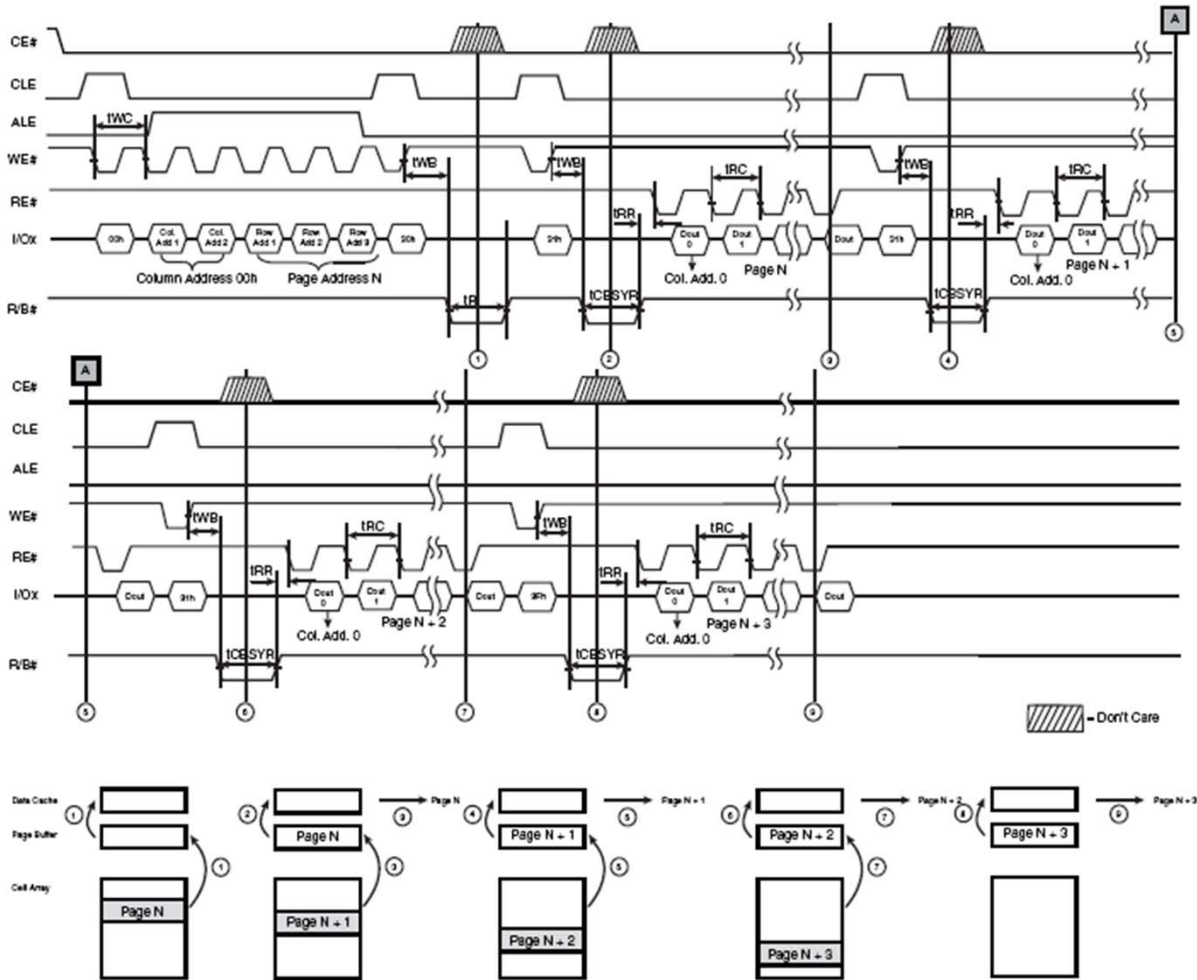 A
CE#
CLE
ALE
tWC
WE#
tWB
tWB
tWB
RE#
tRC
tRC
tRR
tRR
I/Ox
00h
Col. Add 1
Col. Add 2
Row Add 1
Row Add 2
Row Add 3
30h
31h
Dout 0
Dout 1
Dout
31h
Dout 0
Dout 1
Column Address 00h
Page Address N
Col. Add. 0
Page N
Col. Add. 0
Page N + 1
R/B#
tR
tCBSYR
tCBSYR
1
2
3
4
5
A
CE#
CLE
ALE
WE#
tWB
tWB
RE#
tRC
tRC
tRR
tRR
I/Ox
Dout
31h
Dout 0
Dout 1
Dout
3Fh
Dout 0
Dout 1
Dout
Col. Add. 0
Page N + 2
Col. Add. 0
Page N + 3
R/B#
tCBSYR
tCBSYR
5
6
7
8
9
= Don't Care
Data Cache
1
2
3
Page N
4
5
Page N + 1
6
7
Page N + 2
8
9
Page N + 3
Page Buffer
Page N
Page N + 1
Page N + 2
Page N + 3
1
3
5
7
Cell Array
Page N
Page N + 1
Page N + 2
Page N + 3